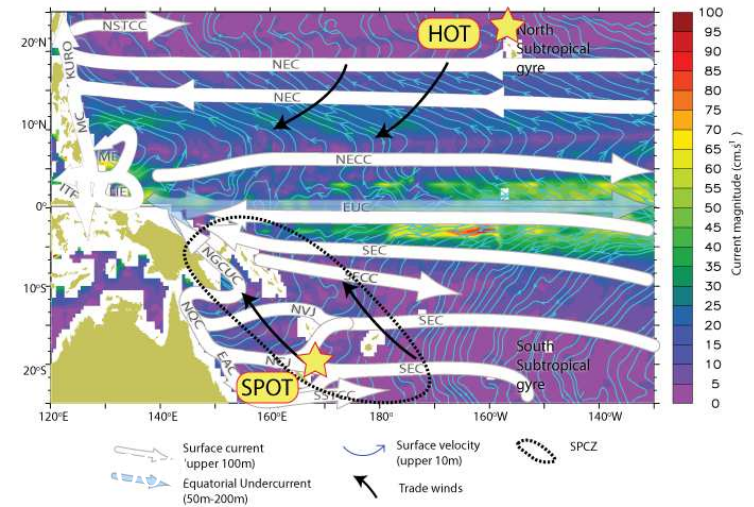 NSTCC
HOT
North
Subtropical
gyre
KURO
NEC
NEC
MC
ME
NECC
ITF
HE
EUC
SEC
NGCUC
SEC
NVJ
NQC
EAC
NCJ
SEC
SPOT
SSTCC
South
Subtropical
gyre
20°N
10°N
0°
10°S
20°S
120°E
140°E
160°E
180°W
160°W
140°W
100
95
90
85
80
75
70
65
60
55
50
45
40
35
30
25
20
15
10
5
0
Current magnitude (cm.s¹)
Surface current
'upper 100m)
Equatorial Undercurrent
(50m-200m)
Surface velocity
(upper 10m)
Trade winds
SPCZ